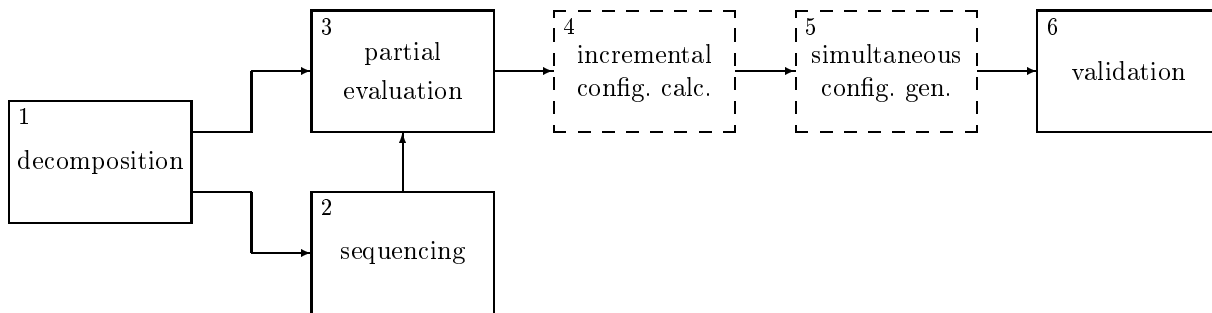 1
decomposition
2
sequencing
3
partial
evaluation
4
incremental
config. calc.
5
simultaneous
config. gen.
6
validation